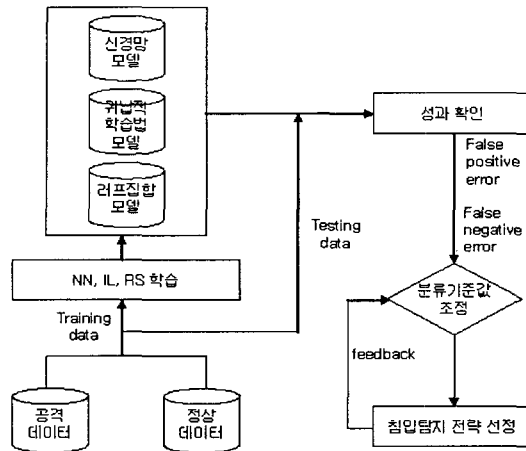 신경망
모델
귀납적
학습법
모델
러프집합
모델
성과 확인
False
positive
error
Testing
data
False
negative
error
NN, IL, RS 학습
Training
data
분류기준값
조정
feedback
공격
데이터
정상
데이터
침입탐지 전략 선정